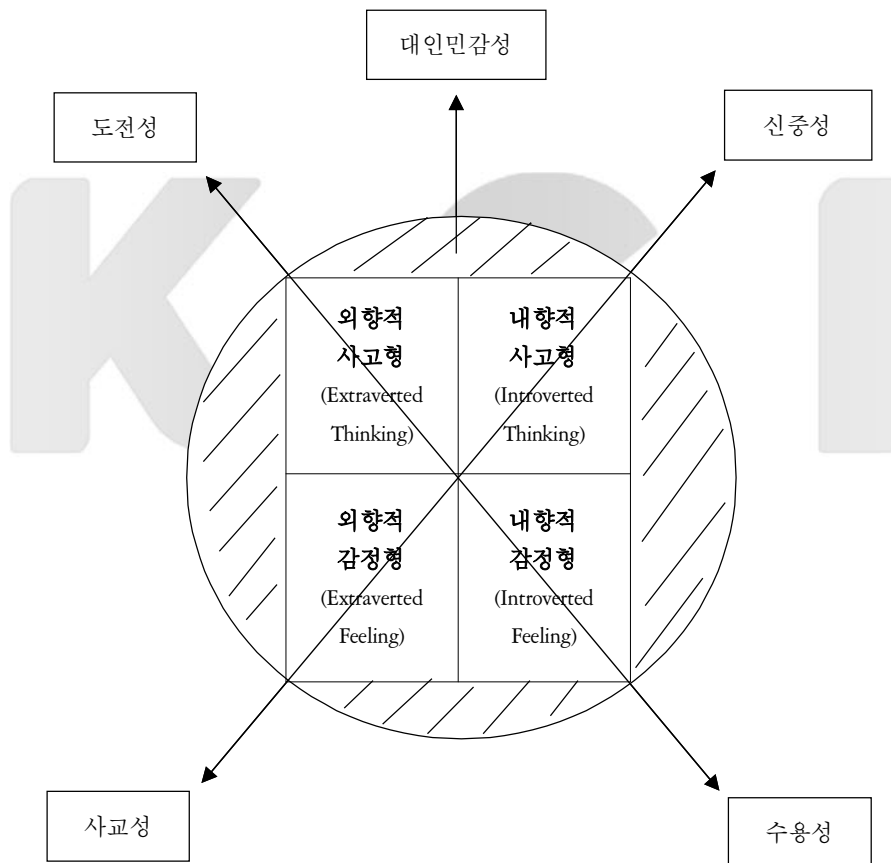 대인민감성
도전성
신중성
외향적
사고형
(Extraverted
Thinking)
내향적
사고형
(Introverted
Thinking)
외향적
감정형
(Extraverted
Feeling)
내향적
감정형
(Introverted
Feeling)
사교성
수용성